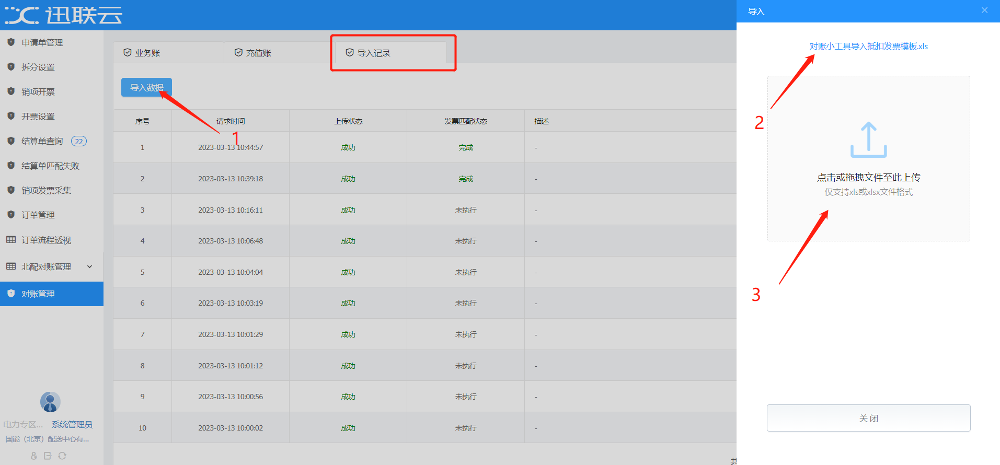 迅联云
导入
申请单管理
拆分设置
销项开票
开票设置
结算单查询 22
结算单匹配失败
销项发票采集
订单管理
订单流程透视
北配对账管理
对账管理
电力专区... 系统管理员
国能（北京）配送中心有...
业务账 充值账 导入记录
导入数据
1
序号 请求时间 上传状态 发票匹配状态 描述
1 2023-03-13 10:44:57 成功 完成 -
2 2023-03-13 10:39:18 成功 完成 -
3 2023-03-13 10:16:11 成功 未执行 -
4 2023-03-13 10:06:48 成功 未执行 -
5 2023-03-13 10:04:04 成功 未执行 -
6 2023-03-13 10:03:19 成功 未执行 -
7 2023-03-13 10:01:29 成功 未执行 -
8 2023-03-13 10:01:12 成功 未执行 -
9 2023-03-13 10:00:56 成功 未执行 -
10 2023-03-13 10:00:02 成功 未执行 -
共
对账小工具导入抵扣发票模板.xls
2
点击或拖拽文件至此上传
仅支持xls或xlsx文件格式
3
关 闭